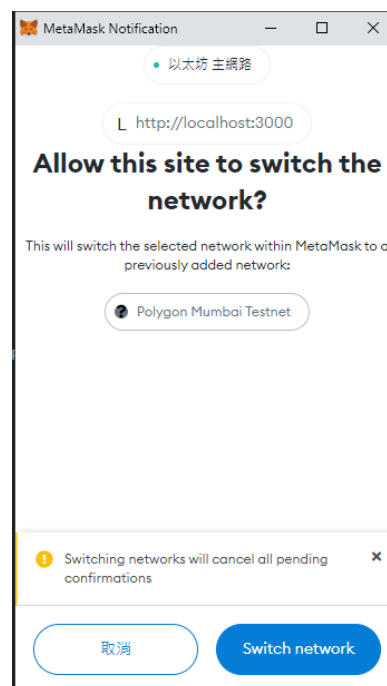 MetaMask Notification
以太坊 主網路
L http://localhost:3000
Allow this site to switch the
network?
This will switch the selected network within MetaMask to a
previously added network:
? Polygon Mumbai Testnet
Switching networks will cancel all pending
confirmations
取消
Switch network